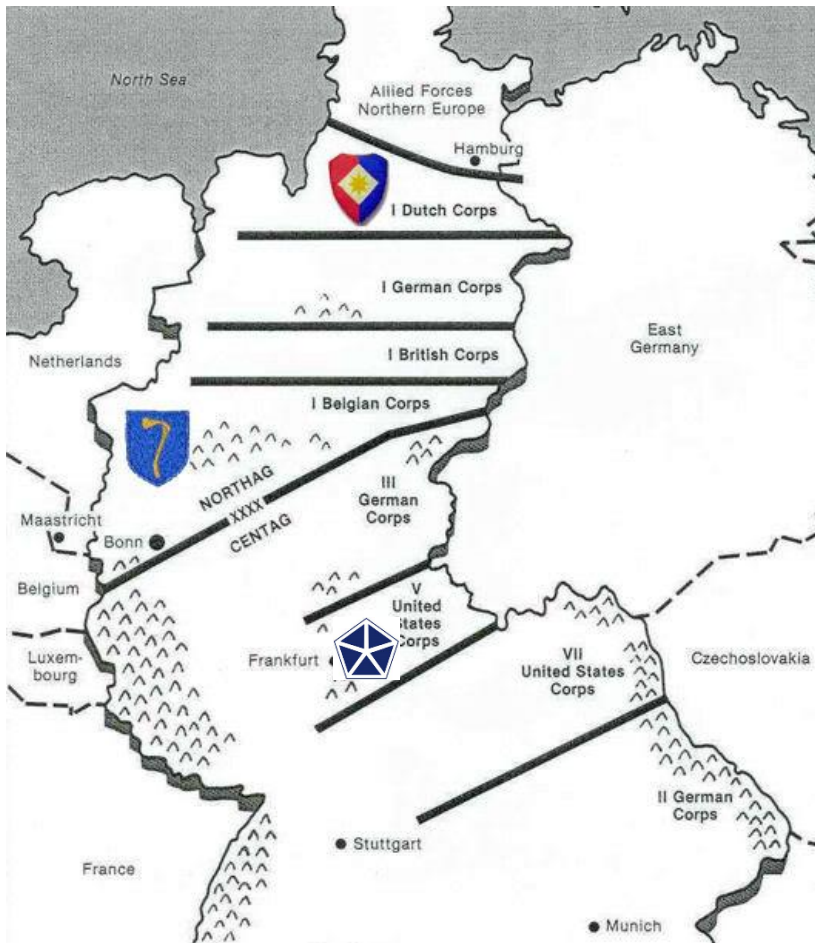 North Sea
Allied Forces
Northern Europe
Hamburg
I Dutch Corps
I German Corps
East
Germany
Netherlands
I British Corps
I Belgian Corps
NORTHAG
XXXX
CENTAG
III
German
Corps
Maastricht
Bonn
Belgium
V
United
States
Corps
Luxem-
bourg
Frankfurt
VII
United States
Corps
Czechoslovakia
II German
Corps
Stuttgart
France
Munich